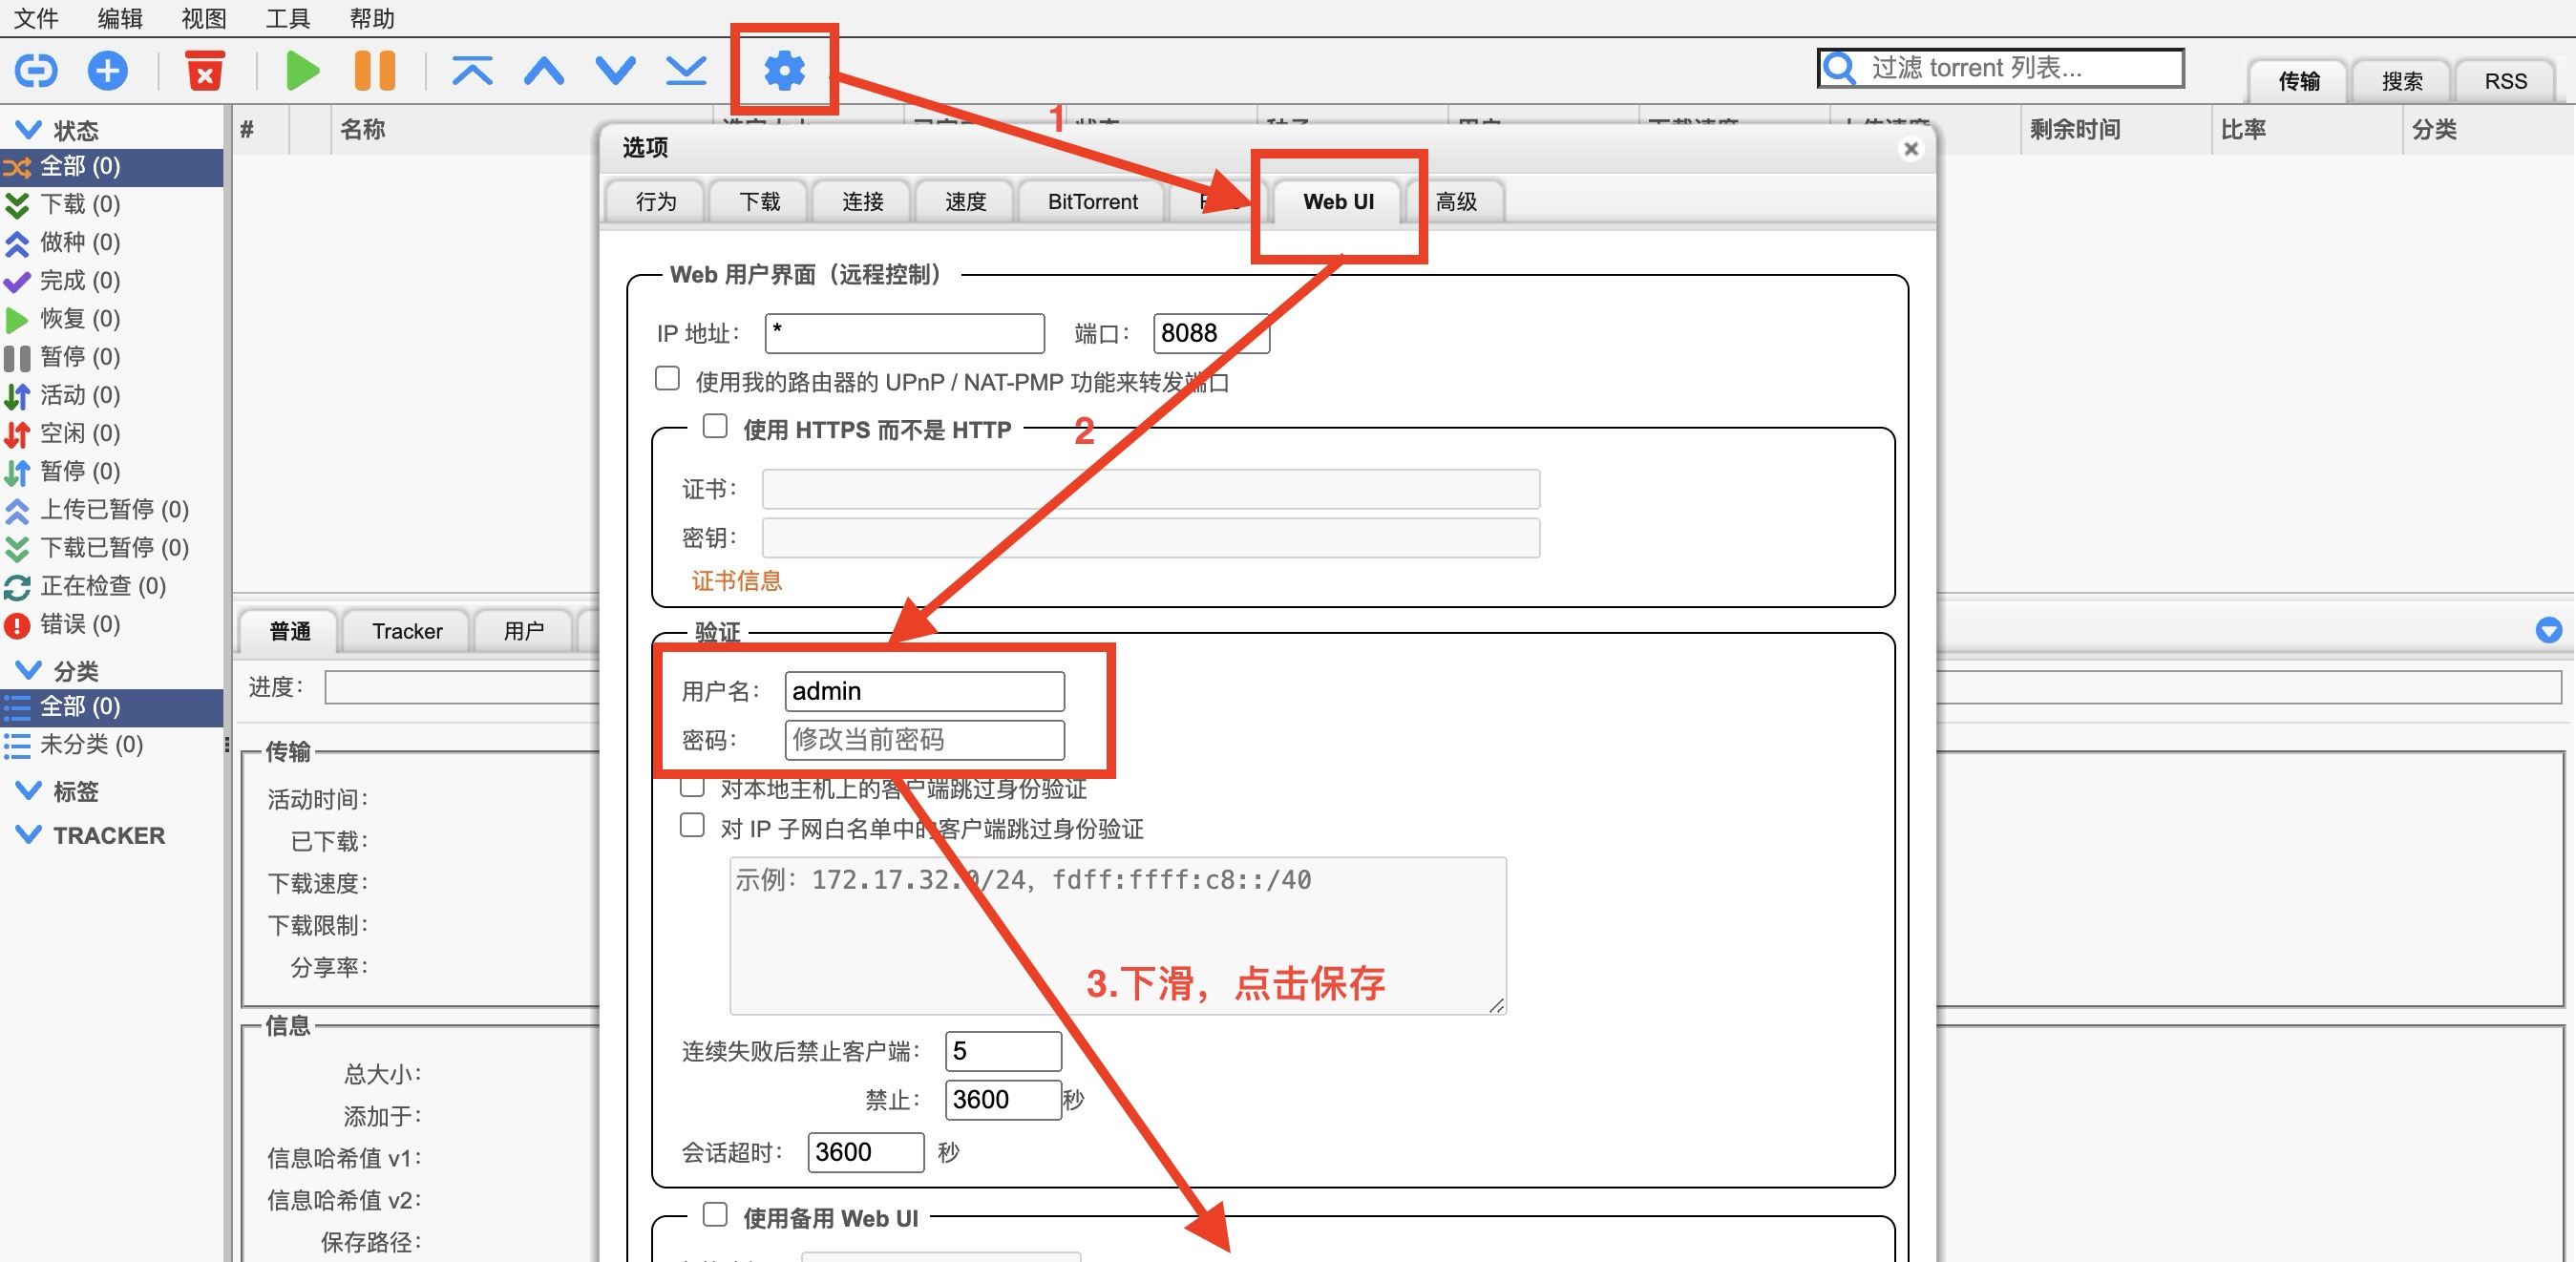 文件 编辑 视图 工具 帮助
过滤 torrent 列表...
传输 搜索 RSS
1
状态
全部 (0)
下载 (0)
做种 (0)
完成 (0)
恢复 (0)
暂停 (0)
活动 (0)
空闲 (0)
暂停 (0)
上传已暂停 (0)
下载已暂停 (0)
正在检查 (0)
错误 (0)
分类
全部 (0)
未分类 (0)
标签
TRACKER
# 名称 剩余时间 比率 分类
选项
行为 下载 连接 速度 BitTorrent Web UI 高级
Web 用户界面（远程控制）
IP 地址： * 端口： 8088
使用我的路由器的 UPnP / NAT-PMP 功能来转发端口
使用 HTTPS 而不是 HTTP
2
证书：
密钥：
证书信息
验证
用户名： admin
密码： 修改当前密码
对本地主机上的客户端跳过身份验证
对 IP 子网白名单中的客户端跳过身份验证
示例：172.17.32.0/24, fdff:ffff:c8::/40
3.下滑，点击保存
连续失败后禁止客户端： 5
禁止： 3600 秒
会话超时： 3600 秒
使用备用 Web UI
普通 Tracker 用户
进度：
传输
活动时间：
已下载：
下载速度：
下载限制：
分享率：
信息
总大小：
添加于：
信息哈希值 v1：
信息哈希值 v2：
保存路径：